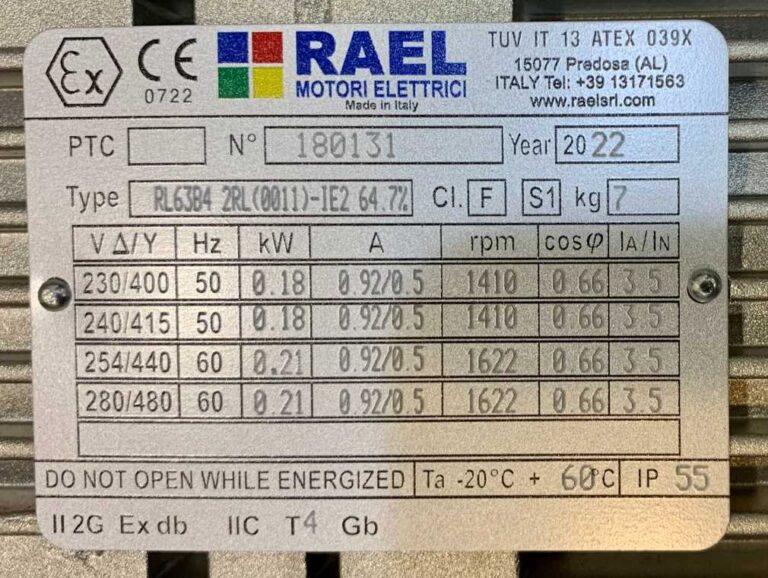 Ex CE 0722 RAEL MOTORI ELETTRICI Made in Italy
TUV IT 13 ATEX 039X
15077 Predosa (AL)
ITALY Tel: +39 13171563
www.raelsrl.com
PTC N° 180131 Year 2022
Type RL63B4 2RL(0011)-IE2 64.7% Cl. F S1 kg 7
V Δ/Y Hz kW A rpm cosφ IA/IN
230/400 50 0.18 0.92/0.5 1410 0.66 3.5
240/415 50 0.18 0.92/0.5 1410 0.66 3.5
254/440 60 0.21 0.92/0.5 1622 0.66 3.5
280/480 60 0.21 0.92/0.5 1622 0.66 3.5
DO NOT OPEN WHILE ENERGIZED Ta -20°C + 60°C IP 55
II 2G Ex db IIC T4 Gb